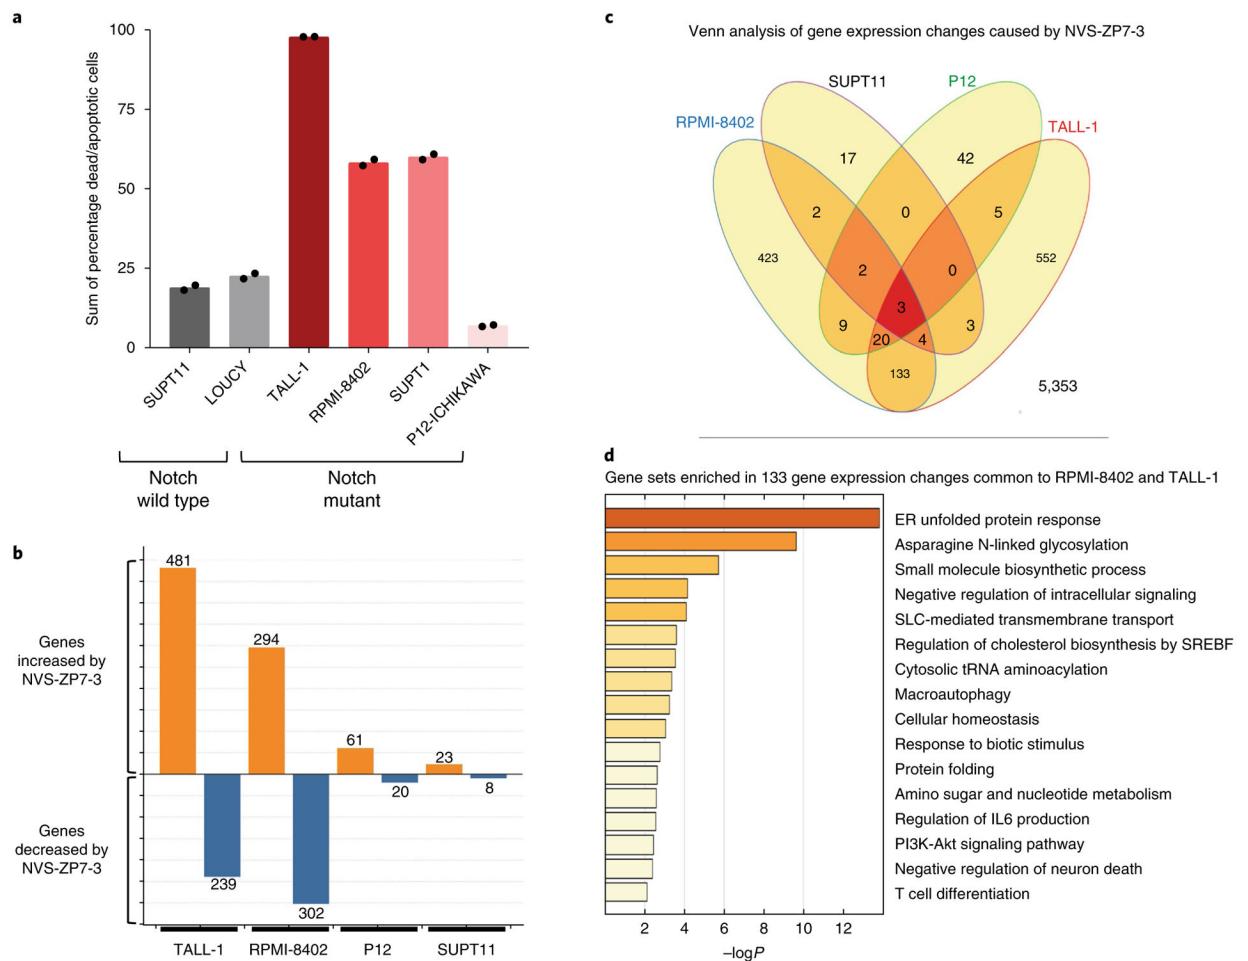 a
100
75
50
25
0
Sum of percentage dead/apoptotic cells
SUPT11
LOUCY
TALL-1
RPMI-8402
SUPT1
P12-ICHIKAWA
Notch
wild type
Notch
mutant
b
Genes
increased by
NVS-ZP7-3
Genes
decreased by
NVS-ZP7-3
481
294
61
23
239
302
20
8
TALL-1
RPMI-8402
P12
SUPT11
c
Venn analysis of gene expression changes caused by NVS-ZP7-3
SUPT11
P12
RPMI-8402
TALL-1
17
42
2
0
5
423
2
0
552
3
9
20
4
3
133
5,353
d
Gene sets enriched in 133 gene expression changes common to RPMI-8402 and TALL-1
ER unfolded protein response
Asparagine N-linked glycosylation
Small molecule biosynthetic process
Negative regulation of intracellular signaling
SLC-mediated transmembrane transport
Regulation of cholesterol biosynthesis by SREBF
Cytosolic tRNA aminoacylation
Macroautophagy
Cellular homeostasis
Response to biotic stimulus
Protein folding
Amino sugar and nucleotide metabolism
Regulation of IL6 production
PI3K-Akt signaling pathway
Negative regulation of neuron death
T cell differentiation
2 4 6 8 10 12
–logP